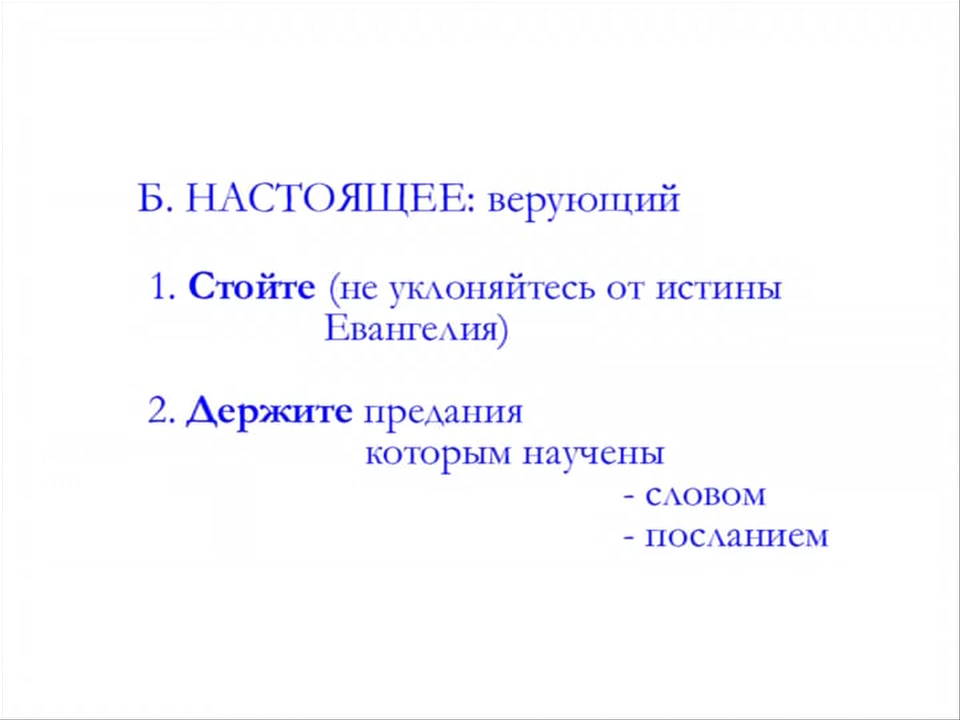 Б. НАСТОЯЩЕЕ: верующий
1. Стойте (не уклоняйтесь от истины
Евангелия)
2. Держите предания
которым научены
- словом
- посланием